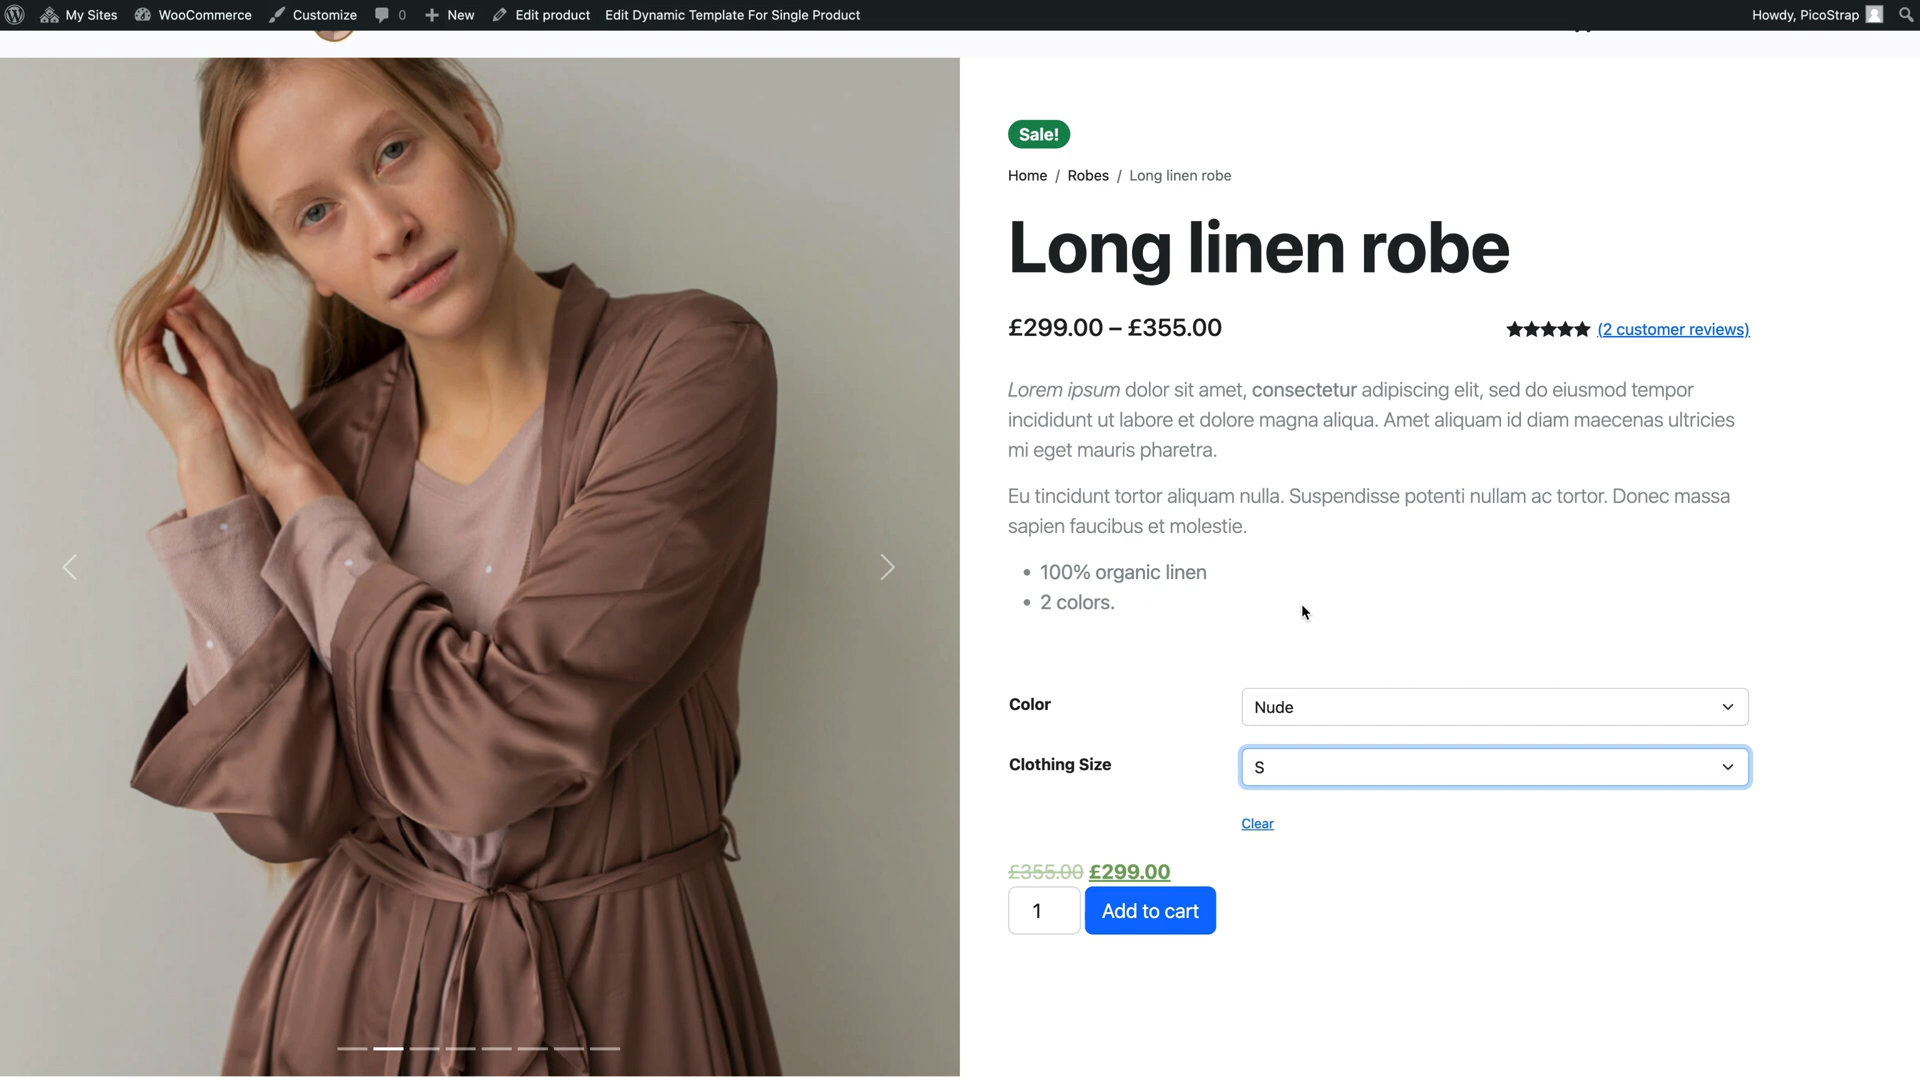 My Sites WooCommerce Customize 0 New Edit product Edit Dynamic Template For Single Product Howdy, PicoStrap
Sale!
Home / Robes / Long linen robe
Long linen robe
£299.00 – £355.00 (2 customer reviews)
Lorem ipsum dolor sit amet, consectetur adipiscing elit, sed do eiusmod tempor
incididunt ut labore et dolore magna aliqua. Amet aliquam id diam maecenas ultricies
mi eget mauris pharetra.
Eu tincidunt tortor aliquam nulla. Suspendisse potenti nullam ac tortor. Donec massa
sapien faucibus et molestie.
• 100% organic linen
• 2 colors.
Color Nude
Clothing Size S
Clear
£355.00 £299.00
1 Add to cart